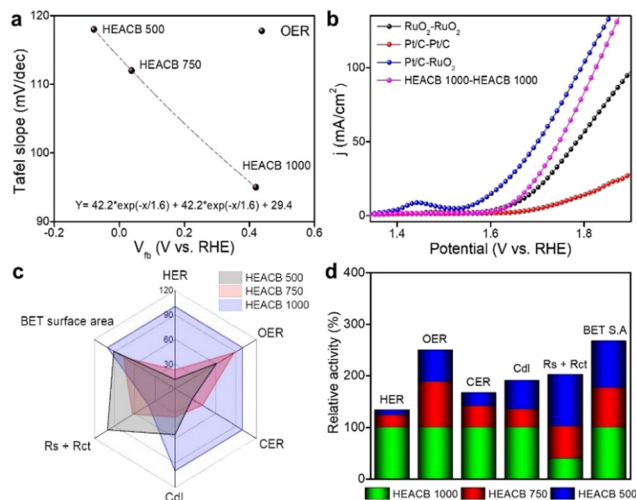 a
Tafel slope (mV/dec)
120
110
100
90
HEACB 500
HEACB 750
HEACB 1000
OER
Y= 42.2*exp(-x/1.6) + 42.2*exp(-x/1.6) + 29.4
-0.2 0.0 0.2 0.4 0.6
V_fb (V vs. RHE)
b
j (mA/cm²)
100
50
0
RuO₂-RuO₂
Pt/C-Pt/C
Pt/C-RuO₂
HEACB 1000-HEACB 1000
1.4 1.6 1.8
Potential (V vs. RHE)
c
HER
120
90
60
30
HEACB 500
HEACB 750
HEACB 1000
BET surface area
OER
Rs + Rct
CER
Cdl
d
Relative activity (%)
400
300
200
100
0
HER
OER
CER
Cdl
Rs + Rct
BET S.A
HEACB 1000 HEACB 750 HEACB 500